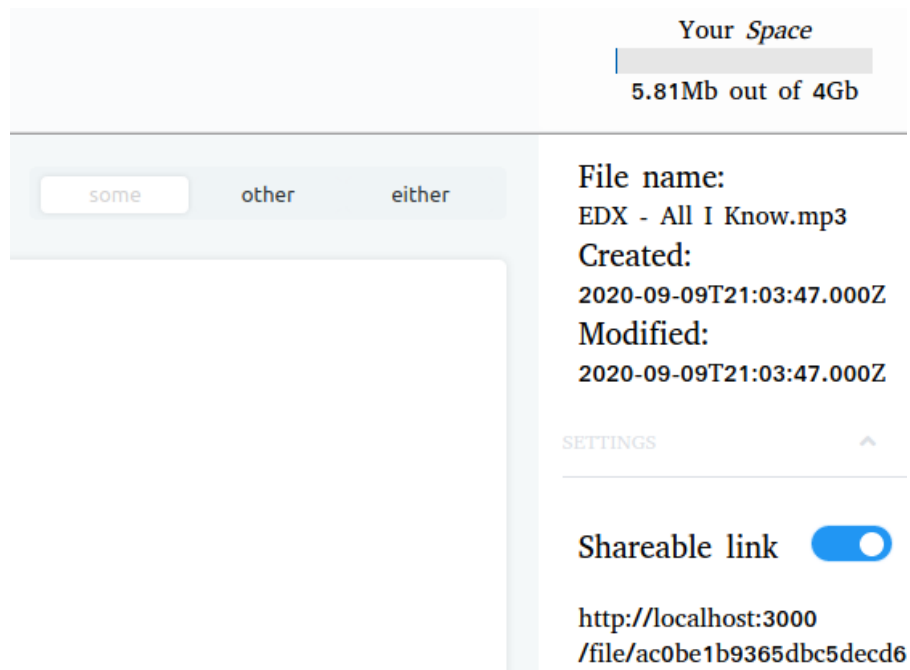 Your Space
5.81Mb out of 4Gb
some other either
File name:
EDX - All I Know.mp3
Created:
2020-09-09T21:03:47.000Z
Modified:
2020-09-09T21:03:47.000Z
SETTINGS
Shareable link
http://localhost:3000
/file/ac0be1b9365dbc5decd6